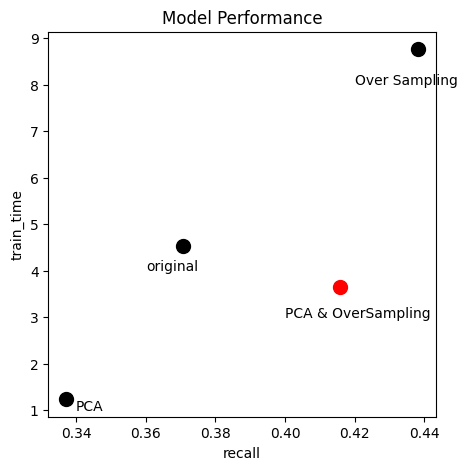 Model Performance
9
8
7
6
5
4
3
2
1
train_time
Over Sampling
original
PCA & OverSampling
PCA
0.34 0.36 0.38 0.40 0.42 0.44
recall